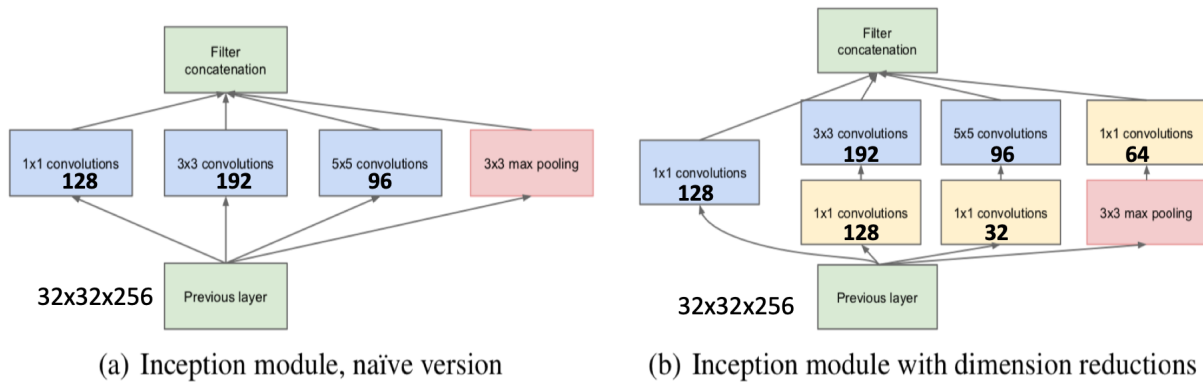 Filter
concatenation
1x1 convolutions
128
3x3 convolutions
192
5x5 convolutions
96
3x3 max pooling
32x32x256
Previous layer
(a) Inception module, naïve version
Filter
concatenation
3x3 convolutions
192
5x5 convolutions
96
1x1 convolutions
64
1x1 convolutions
128
1x1 convolutions
128
1x1 convolutions
32
3x3 max pooling
32x32x256
Previous layer
(b) Inception module with dimension reductions